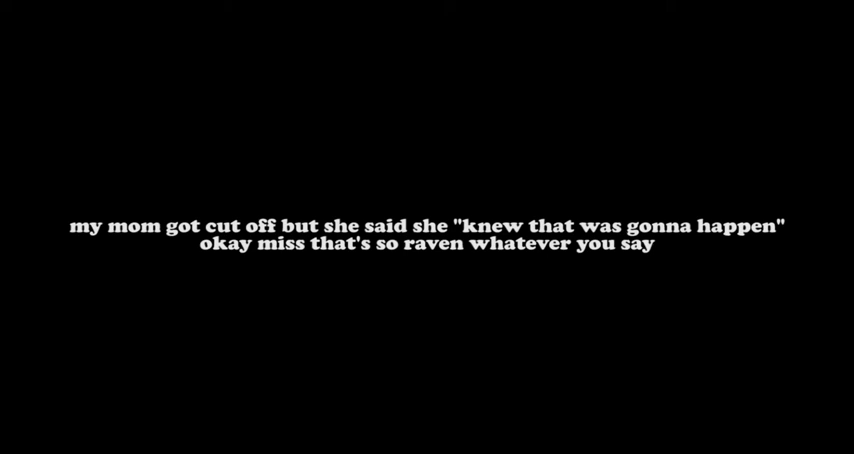 my mom got cut off but she said she "knew that was gonna happen"
okay miss that's so raven whatever you say